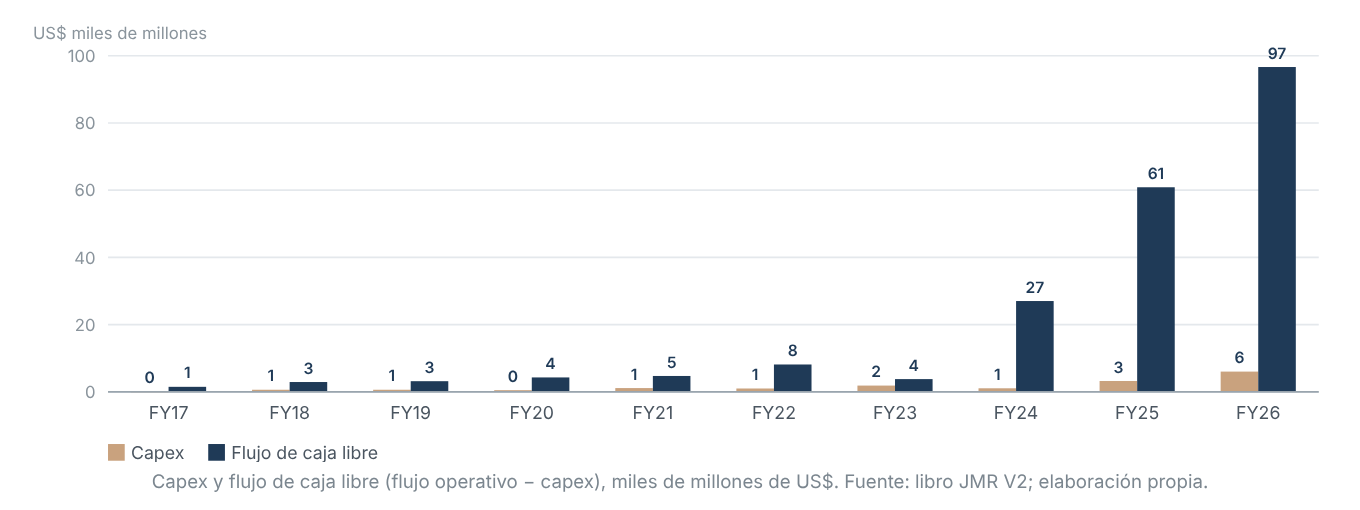 US$ miles de millones
100
80
60
40
20
0
0 1 1 3 1 3 0 4 1 5 1 8 2 4 1 27 3 61 6 97
FY17 FY18 FY19 FY20 FY21 FY22 FY23 FY24 FY25 FY26
Capex Flujo de caja libre
Capex y flujo de caja libre (flujo operativo − capex), miles de millones de US$. Fuente: libro JMR V2; elaboración propia.